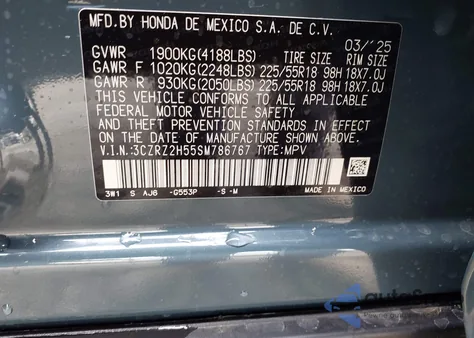 MFD.BY HONDA DE MEXICO S.A. DE C.V.
03/'25
GVWR 1900KG(4188LBS) RIM SIZE
GAWR F 1020KG(2248LBS) 225/55R18 98H 18X7.0J
GAWR R 930KG(2050LBS) 225/55R18 98H 18X7.0J
THIS VEHICLE CONFORMS TO ALL APPLICABLE
FEDERAL MOTOR VEHICLE SAFETY
AND THEFT PREVENTION STANDARDS IN EFFECT
ON THE DATE OF MANUFACTURE SHOWN ABOVE.
V.I.N:3CZRZ2H55SM786767 TYPE:MPV
3W1 S AJ6 -G553P -S -M MADE IN MEXICO